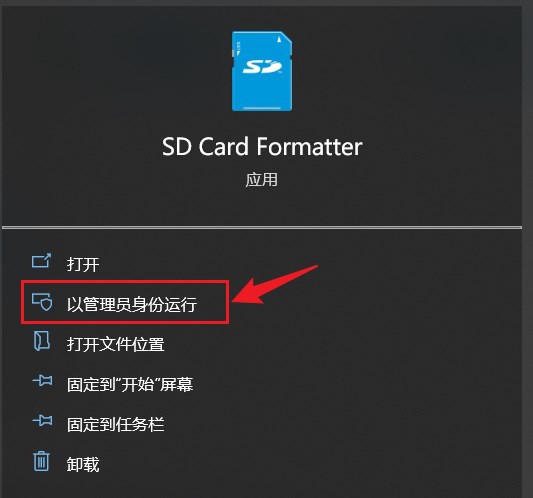 SD
SD Card Formatter
应用
打开
以管理员身份运行
打开文件位置
固定到“开始”屏幕
固定到任务栏
卸载